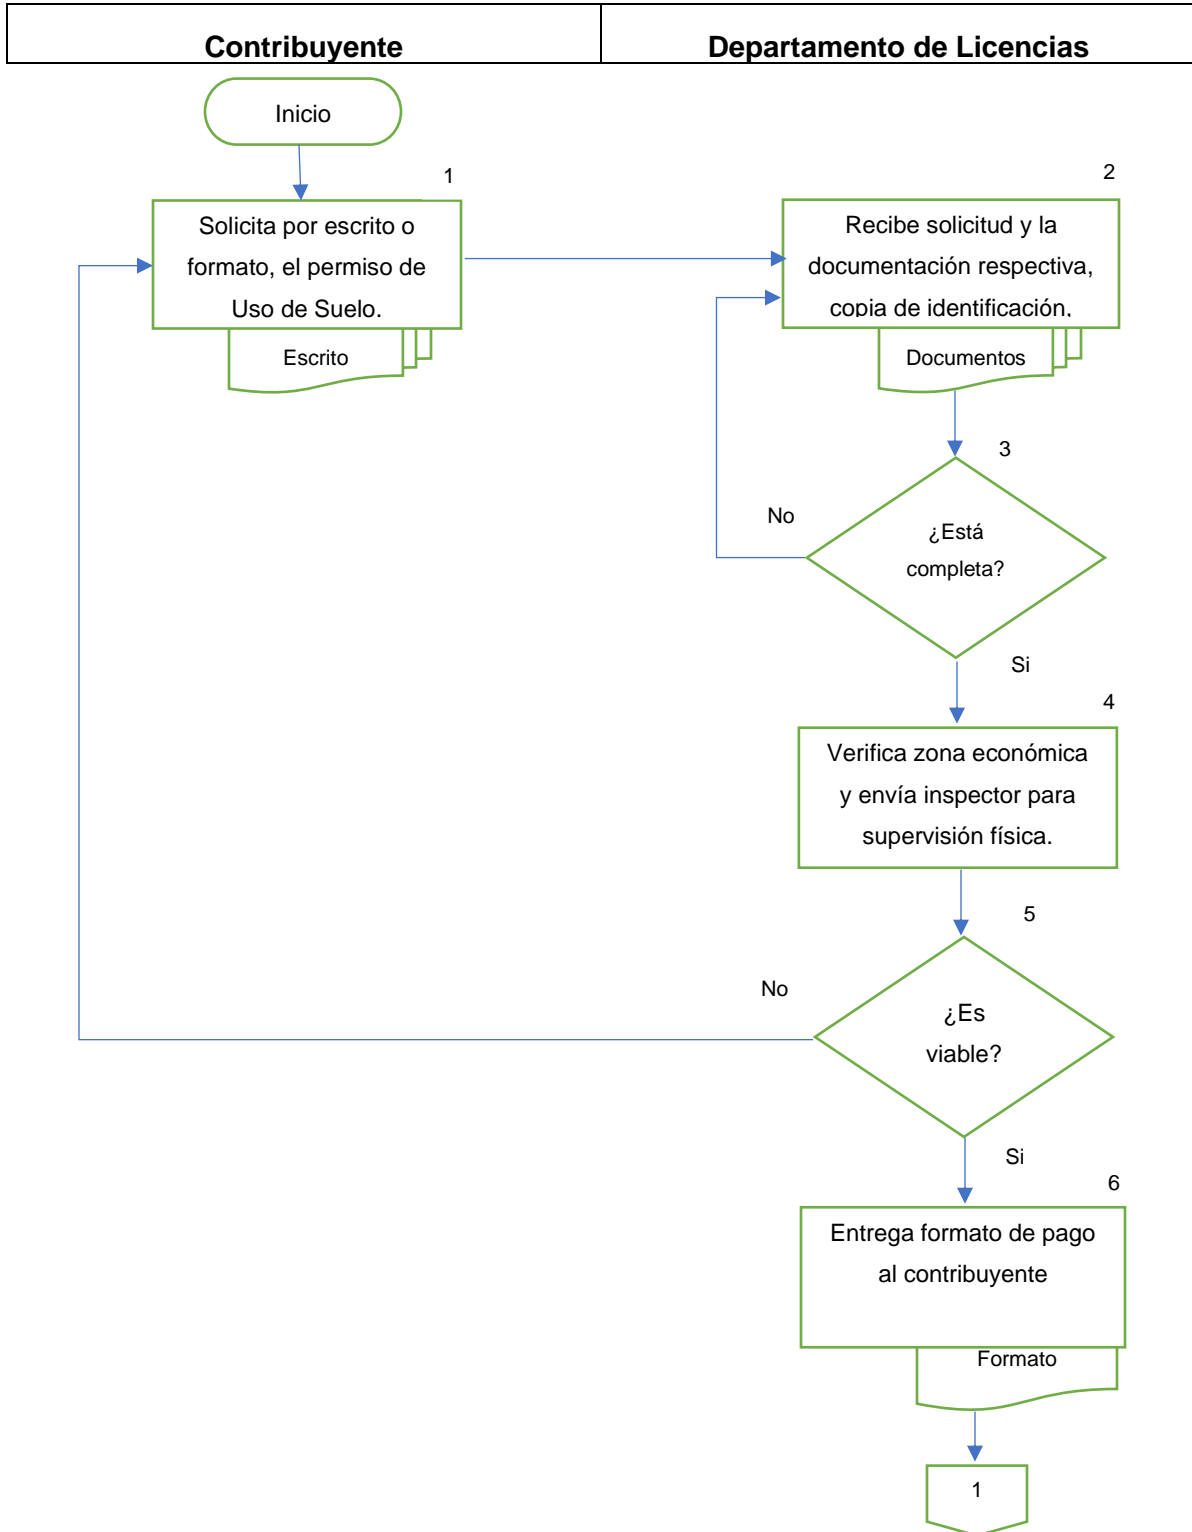 Contribuyente
Departamento de Licencias
Inicio
1
Solicita por escrito o
formato, el permiso de
Uso de Suelo.
Escrito
2
Recibe solicitud y la
documentación respectiva,
copia de identificación,
Documentos
3
No
¿Está
completa?
Si
4
Verifica zona económica
y envía inspector para
supervisión física.
5
No
¿Es
viable?
Si
6
Entrega formato de pago
al contribuyente
Formato
1